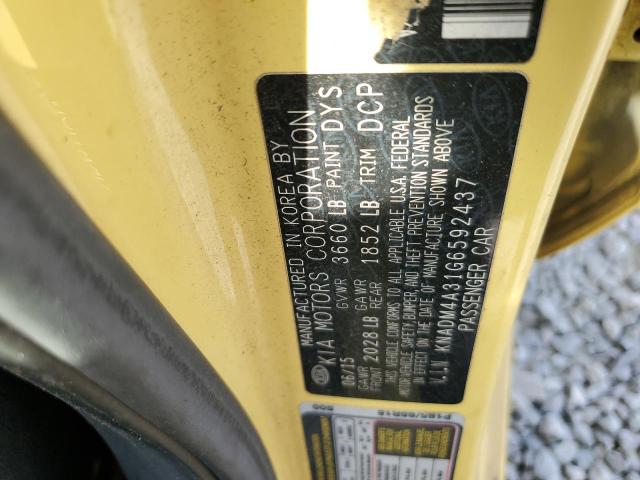 MANUFACTURED IN KOREA BY
KIA MOTORS CORPORATION
06/15 GVWR 3660 LB PAINT DYS
GAWR FRONT 2028 LB GAWR REAR 1852 LB TRIM DCP
THIS VEHICLE CONFORMS TO ALL APPLICABLE U.S.A. FEDERAL
MOTOR VEHICLE SAFETY, BUMPER, AND THEFT PREVENTION STANDARDS
IN EFFECT ON THE DATE OF MANUFACTURE SHOWN ABOVE
V.I.N KNADM4A31G6592437
PASSENGER CAR